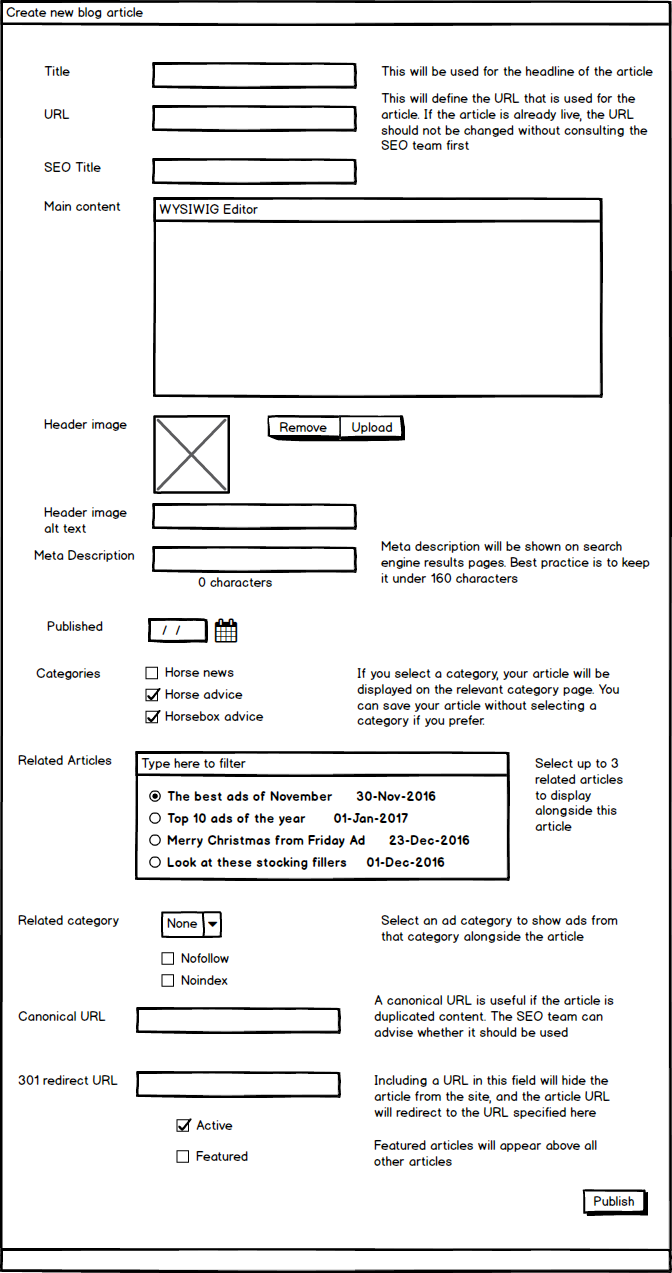 Create new blog article
Title
This will be used for the headline of the article
URL
This will define the URL that is used for the
article. If the article is already live, the URL
should not be changed without consulting the
SEO team first
SEO Title
Main content
WYSIWIG Editor
Header image
Remove
Upload
Header image
alt text
Meta Description
0 characters
Meta description will be shown on search
engine results pages. Best practice is to keep
it under 160 characters
Published
/ /
Categories
Horse news
Horse advice
Horsebox advice
If you select a category, your article will be
displayed on the relevant category page. You
can save your article without selecting a
category if you prefer.
Related Articles
Type here to filter
The best ads of November 30-Nov-2016
Top 10 ads of the year 01-Jan-2017
Merry Christmas from Friday Ad 23-Dec-2016
Look at these stocking fillers 01-Dec-2016
Select up to 3
related articles
to display
alongside this
article
Related category
None
Select an ad category to show ads from
that category alongside the article
Nofollow
Noindex
Canonical URL
A canonical URL is useful if the article is
duplicated content. The SEO team can
advise whether it should be used
301 redirect URL
Including a URL in this field will hide the
article from the site, and the article URL
will redirect to the URL specified here
Active
Featured
Featured articles will appear above all
other articles
Publish